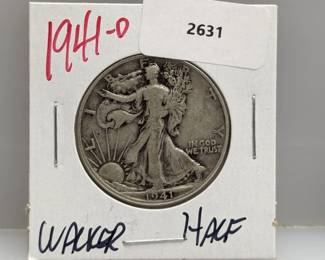 1941-D
2631
LIBERTY
IN GOD
WE TRUST
1941
WALKER HALF